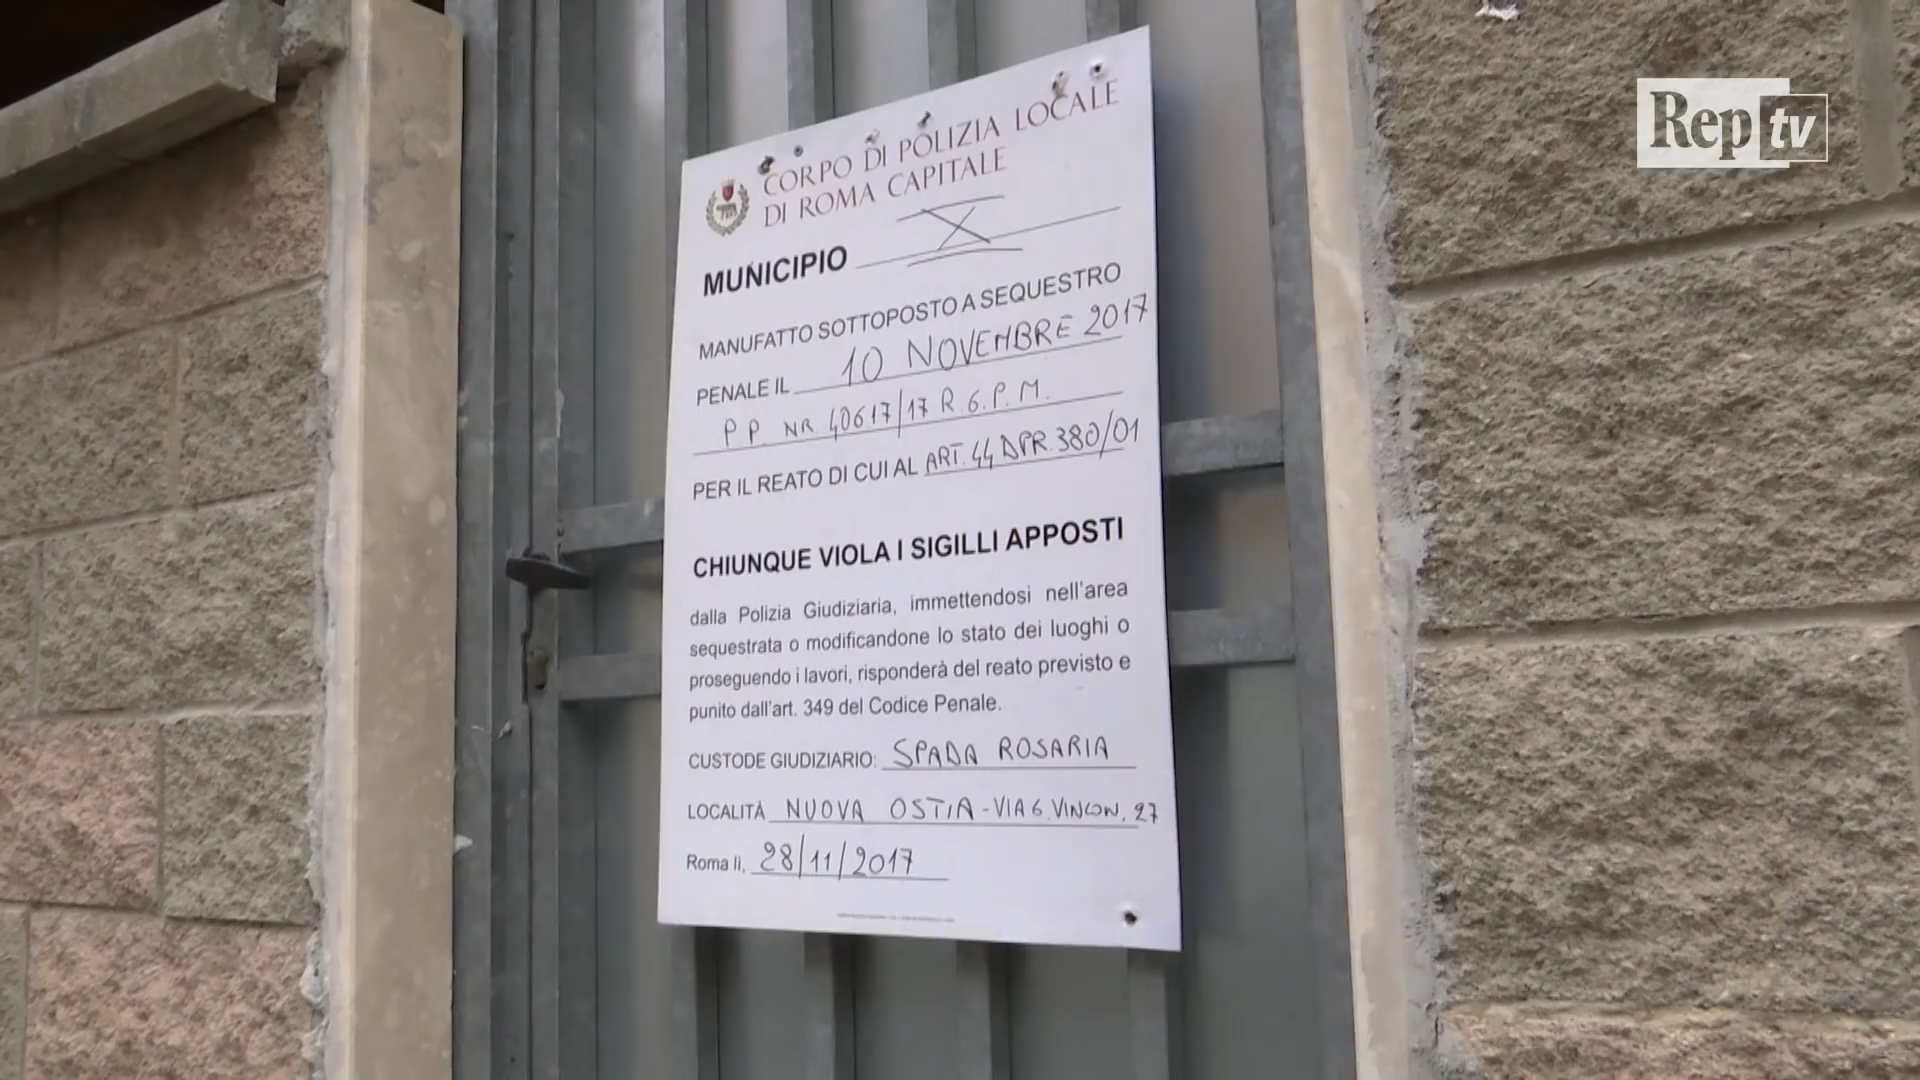 Rep tv
CORPO DI POLIZIA LOCALE
DI ROMA CAPITALE
MUNICIPIO X
MANUFATTO SOTTOPOSTO A SEQUESTRO
PENALE IL 10 NOVEMBRE 2017
P.P. NR. 40617/17 R.G.P.M.
PER IL REATO DI CUI AL ART. 44 DPR. 380/01
CHIUNQUE VIOLA I SIGILLI APPOSTI
dalla Polizia Giudiziaria, immettendosi nell'area
sequestrata o modificandone lo stato dei luoghi o
proseguendo i lavori, risponderà del reato previsto e
punito dall'art. 349 del Codice Penale.
CUSTODE GIUDIZIARIO: SPADA ROSARIA
LOCALITÀ NUOVA OSTIA - VIA G. VINCON, 27
Roma lì, 28/11/2017